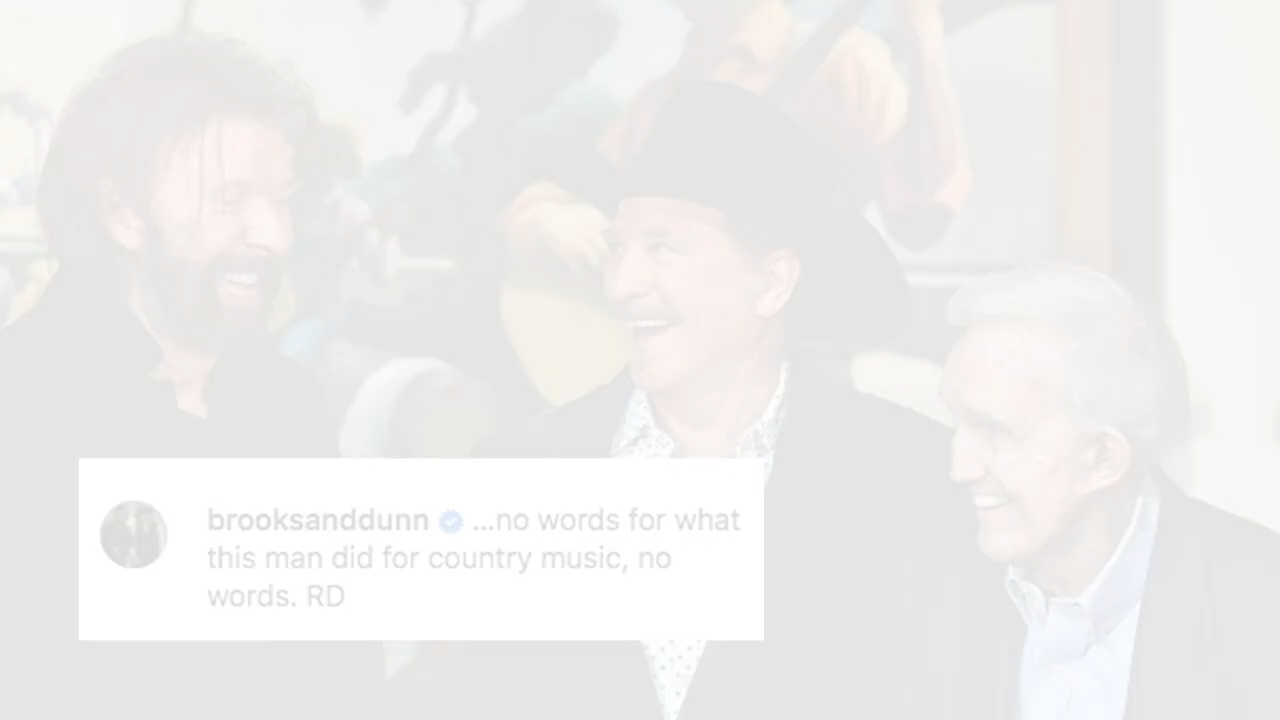 brooksanddunn ...no words for what
this man did for country music, no
words. RD